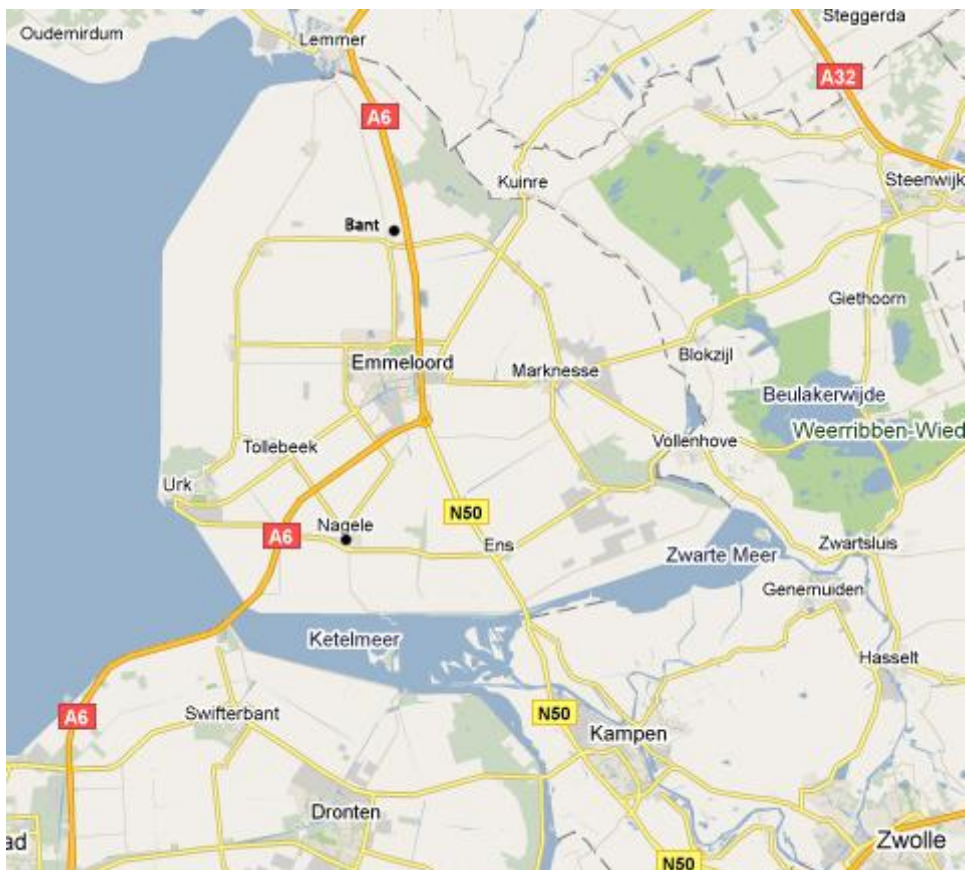 Steggerda
Oudemirdum
Lemmer
A32
A6
Kuinre
Steenwijk
Bant
Giethoorn
Blokzijl
Emmeloord
Marknesse
Beulakerwijde
Weerribben-Wied
Tollebeek
Vollenhove
Urk
N50
Nagele
A6
Ens
Zwartsluis
Zwarte Meer
Genemuiden
Ketelmeer
Hasselt
Swifterbant
N50
A6
Kampen
Dronten
ad
Zwolle
N50